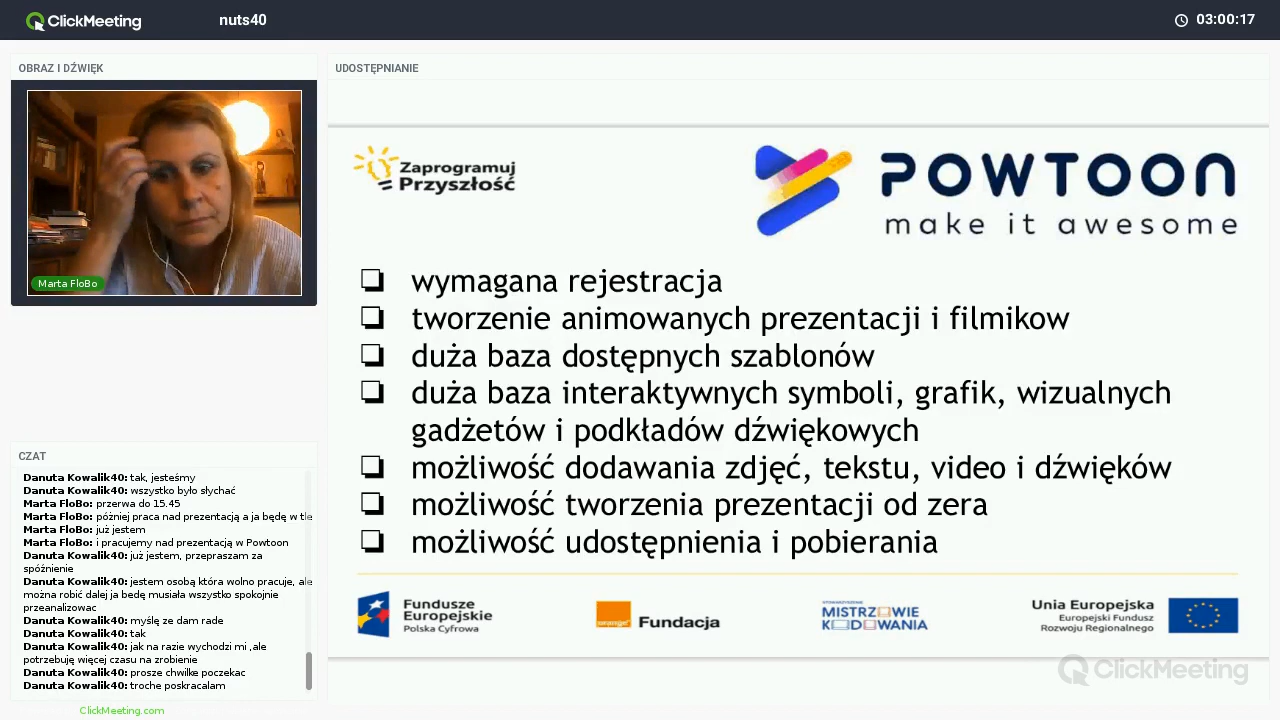 ClickMeeting
nuts40
03:00:17
OBRAZ I DŹWIĘK
Marta FloBo
CZAT
Danuta Kowalik40: tak, jesteśmy
Danuta Kowalik40: wszystko było słychać
Marta FloBo: przerwa do 15.45
Marta FloBo: później praca nad prezentacją a ja będę w tle
Marta FloBo: już jestem
Marta FloBo: i pracujemy nad prezentacją w Powtoon
Danuta Kowalik40: już jestem, przepraszam za
spóźnienie
Danuta Kowalik40: jestem osobą która wolno pracuje, ale
można robić dalej ja bedę musiała wszystko spokojnie
przeanalizowac
Danuta Kowalik40: myślę ze dam rade
Danuta Kowalik40: tak
Danuta Kowalik40: jak na razie wychodzi mi ,ale
potrzebuję więcej czasu na zrobienie
Danuta Kowalik40: prosze chwilke poczekac
Danuta Kowalik40: troche poskracalam
ClickMeeting.com
UDOSTĘPNIANIE
Zaprogramuj
Przyszłość
POWTOON
make it awesome
❏ wymagana rejestracja
❏ tworzenie animowanych prezentacji i filmikow
❏ duża baza dostępnych szablonów
❏ duża baza interaktywnych symboli, grafik, wizualnych
gadżetów i podkładów dźwiękowych
❏ możliwość dodawania zdjęć, tekstu, video i dźwięków
❏ możliwość tworzenia prezentacji od zera
❏ możliwość udostępnienia i pobierania
Fundusze
Europejskie
Polska Cyfrowa
orange
Fundacja
STOWARZYSZENIE
MISTRZOWIE
KODOWANIA
Unia Europejska
Europejski Fundusz
Rozwoju Regionalnego
ClickMeeting